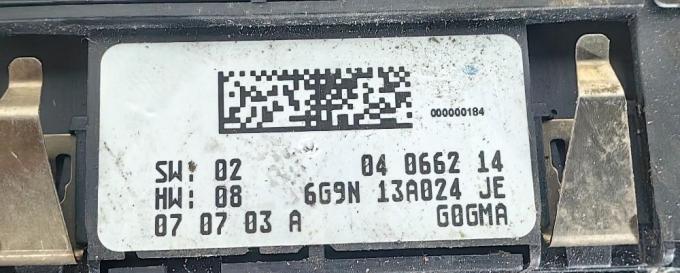 000000184
SW: 02 04 0662 14
HW: 08 6G9N 13A024 JE
07 07 03 A G0GMA